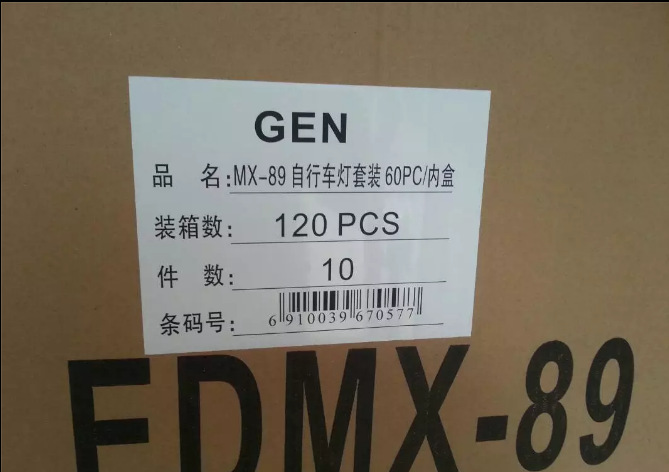 GEN
品 名:MX-89 自行车灯套装 60PC/内盒
装箱数: 120 PCS
件 数: 10
条码号:
6 910039 670577
EDMX-89